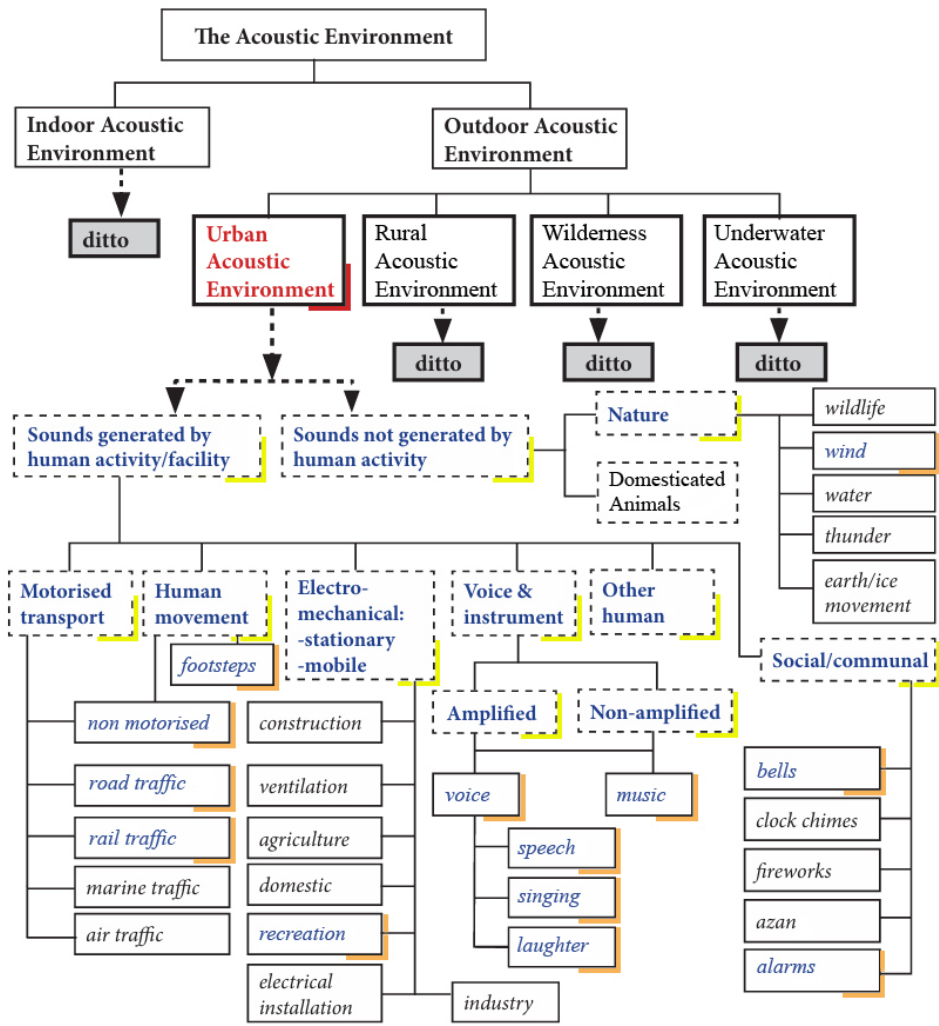 The Acoustic Environment
Indoor Acoustic
Environment
Outdoor Acoustic
Environment
ditto
Urban
Acoustic
Environment
Rural
Acoustic
Environment
Wilderness
Acoustic
Environment
Underwater
Acoustic
Environment
ditto
ditto
ditto
Sounds generated by
human activity/facility
Sounds not generated by
human activity
Nature
Domesticated
Animals
wildlife
wind
water
thunder
earth/ice
movement
Motorised
transport
Human
movement
Electro-
mechanical:
-stationary
-mobile
Voice &
instrument
Other
human
Social/communal
footsteps
non motorised
road traffic
rail traffic
marine traffic
air traffic
construction
ventilation
agriculture
domestic
recreation
electrical
installation
industry
Amplified
Non-amplified
voice
music
speech
singing
laughter
bells
clock chimes
fireworks
azan
alarms